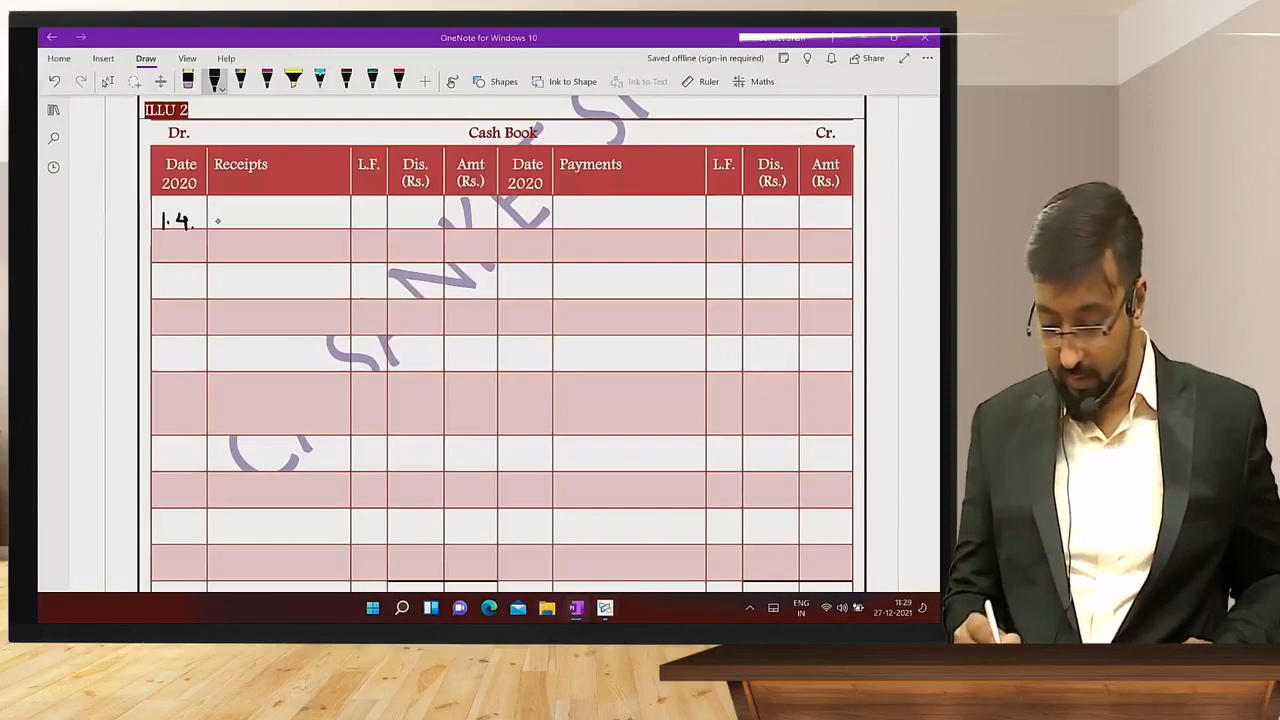 OneNote for Windows 10
Home Insert Draw View Help
Saved offline (sign-in required) Share
Shapes Ink to Shape Ink to Text Ruler Maths
ILLU 2
Dr. Cash Book Cr.
Date 2020 Receipts L.F. Dis. (Rs.) Amt (Rs.) Date 2020 Payments L.F. Dis. (Rs.) Amt (Rs.)
1.4.
ENG
IN
11:29
27-12-2021